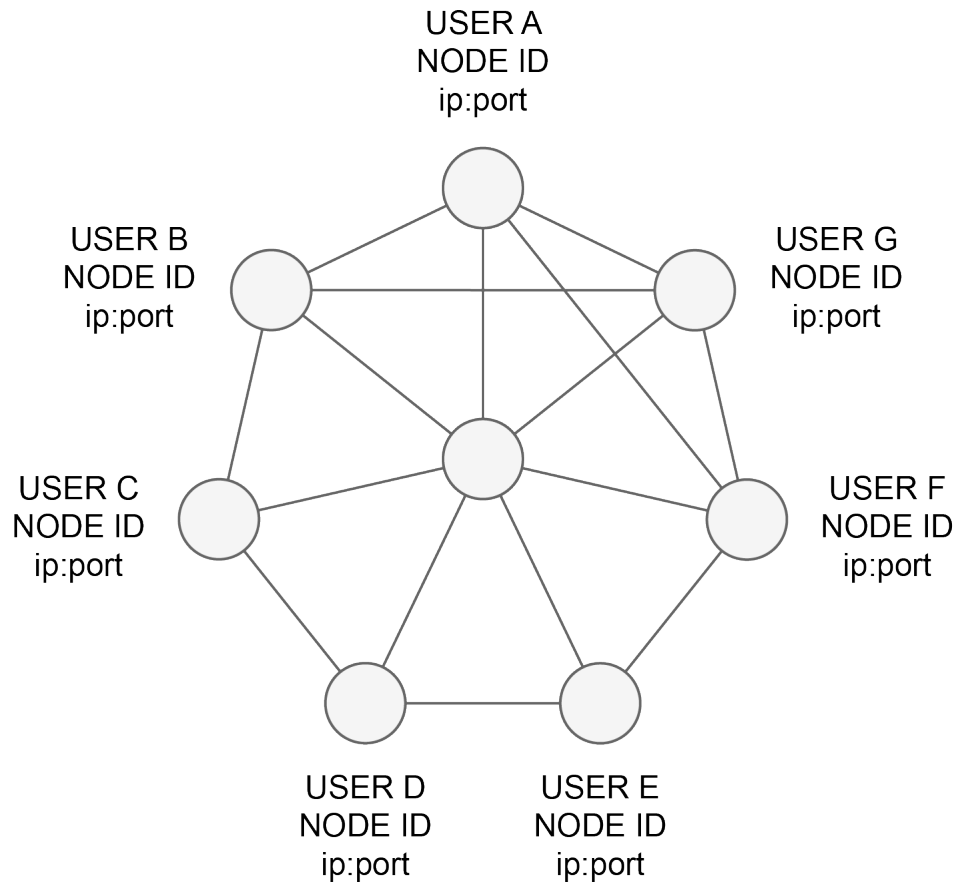 USER A
NODE ID
ip:port
USER B
NODE ID
ip:port
USER G
NODE ID
ip:port
USER C
NODE ID
ip:port
USER F
NODE ID
ip:port
USER D
NODE ID
ip:port
USER E
NODE ID
ip:port